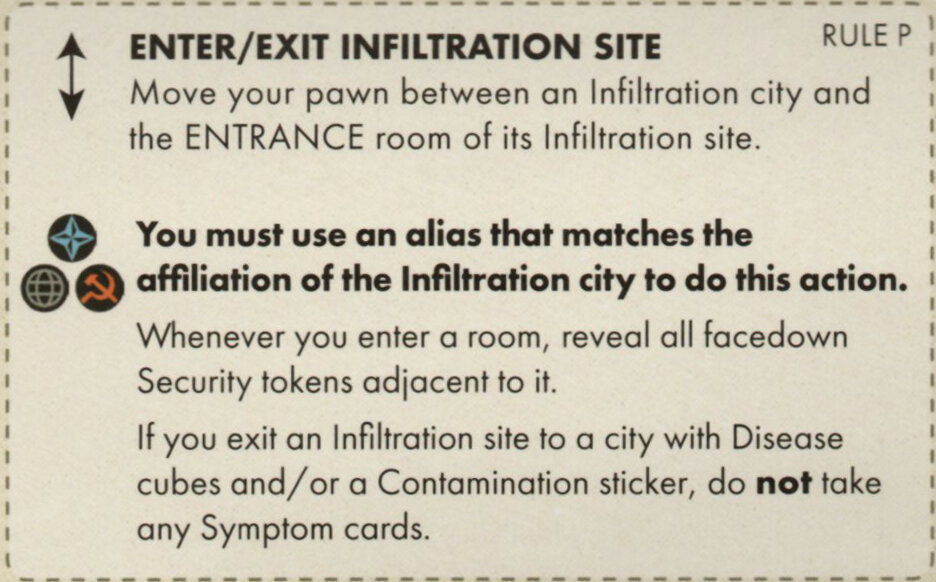 ENTER/EXIT INFILTRATION SITE
RULE P
Move your pawn between an Infiltration city and
the ENTRANCE room of its Infiltration site.
You must use an alias that matches the
affiliation of the Infiltration city to do this action.
Whenever you enter a room, reveal all facedown
Security tokens adjacent to it.
If you exit an Infiltration site to a city with Disease
cubes and/or a Contamination sticker, do not take
any Symptom cards.